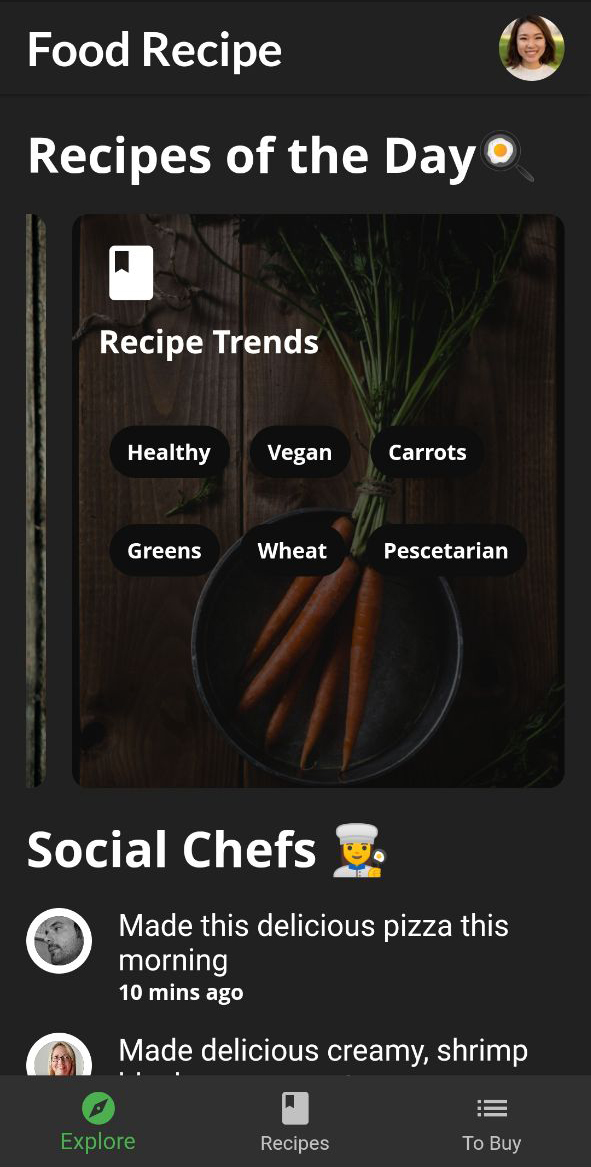 Food Recipe
Recipes of the Day
Recipe Trends
Healthy Vegan Carrots
Greens Wheat Pescetarian
Social Chefs
Made this delicious pizza this
morning
10 mins ago
Made delicious creamy, shrimp
Explore Recipes To Buy